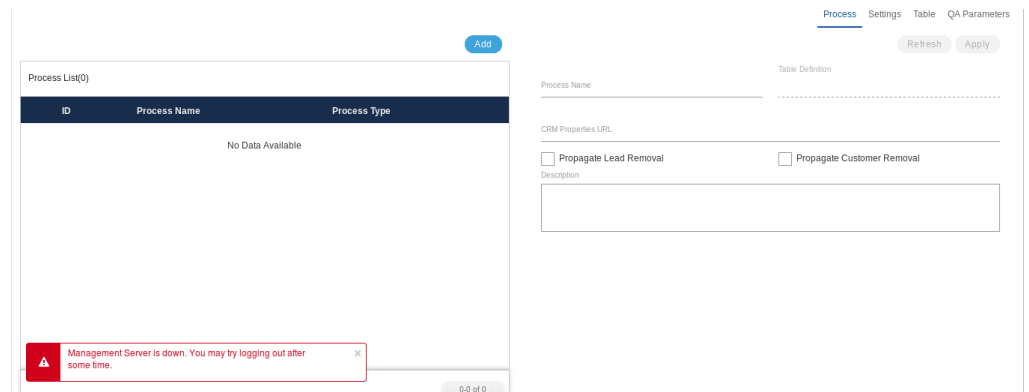 Process Settings Table QA Parameters
Add
Refresh Apply
Process List(0)
ID Process Name Process Type
No Data Available
Table Definition
Process Name
CRM Properties URL
Propagate Lead Removal Propagate Customer Removal
Description
Management Server is down. You may try logging out after
some time.
0-0 of 0